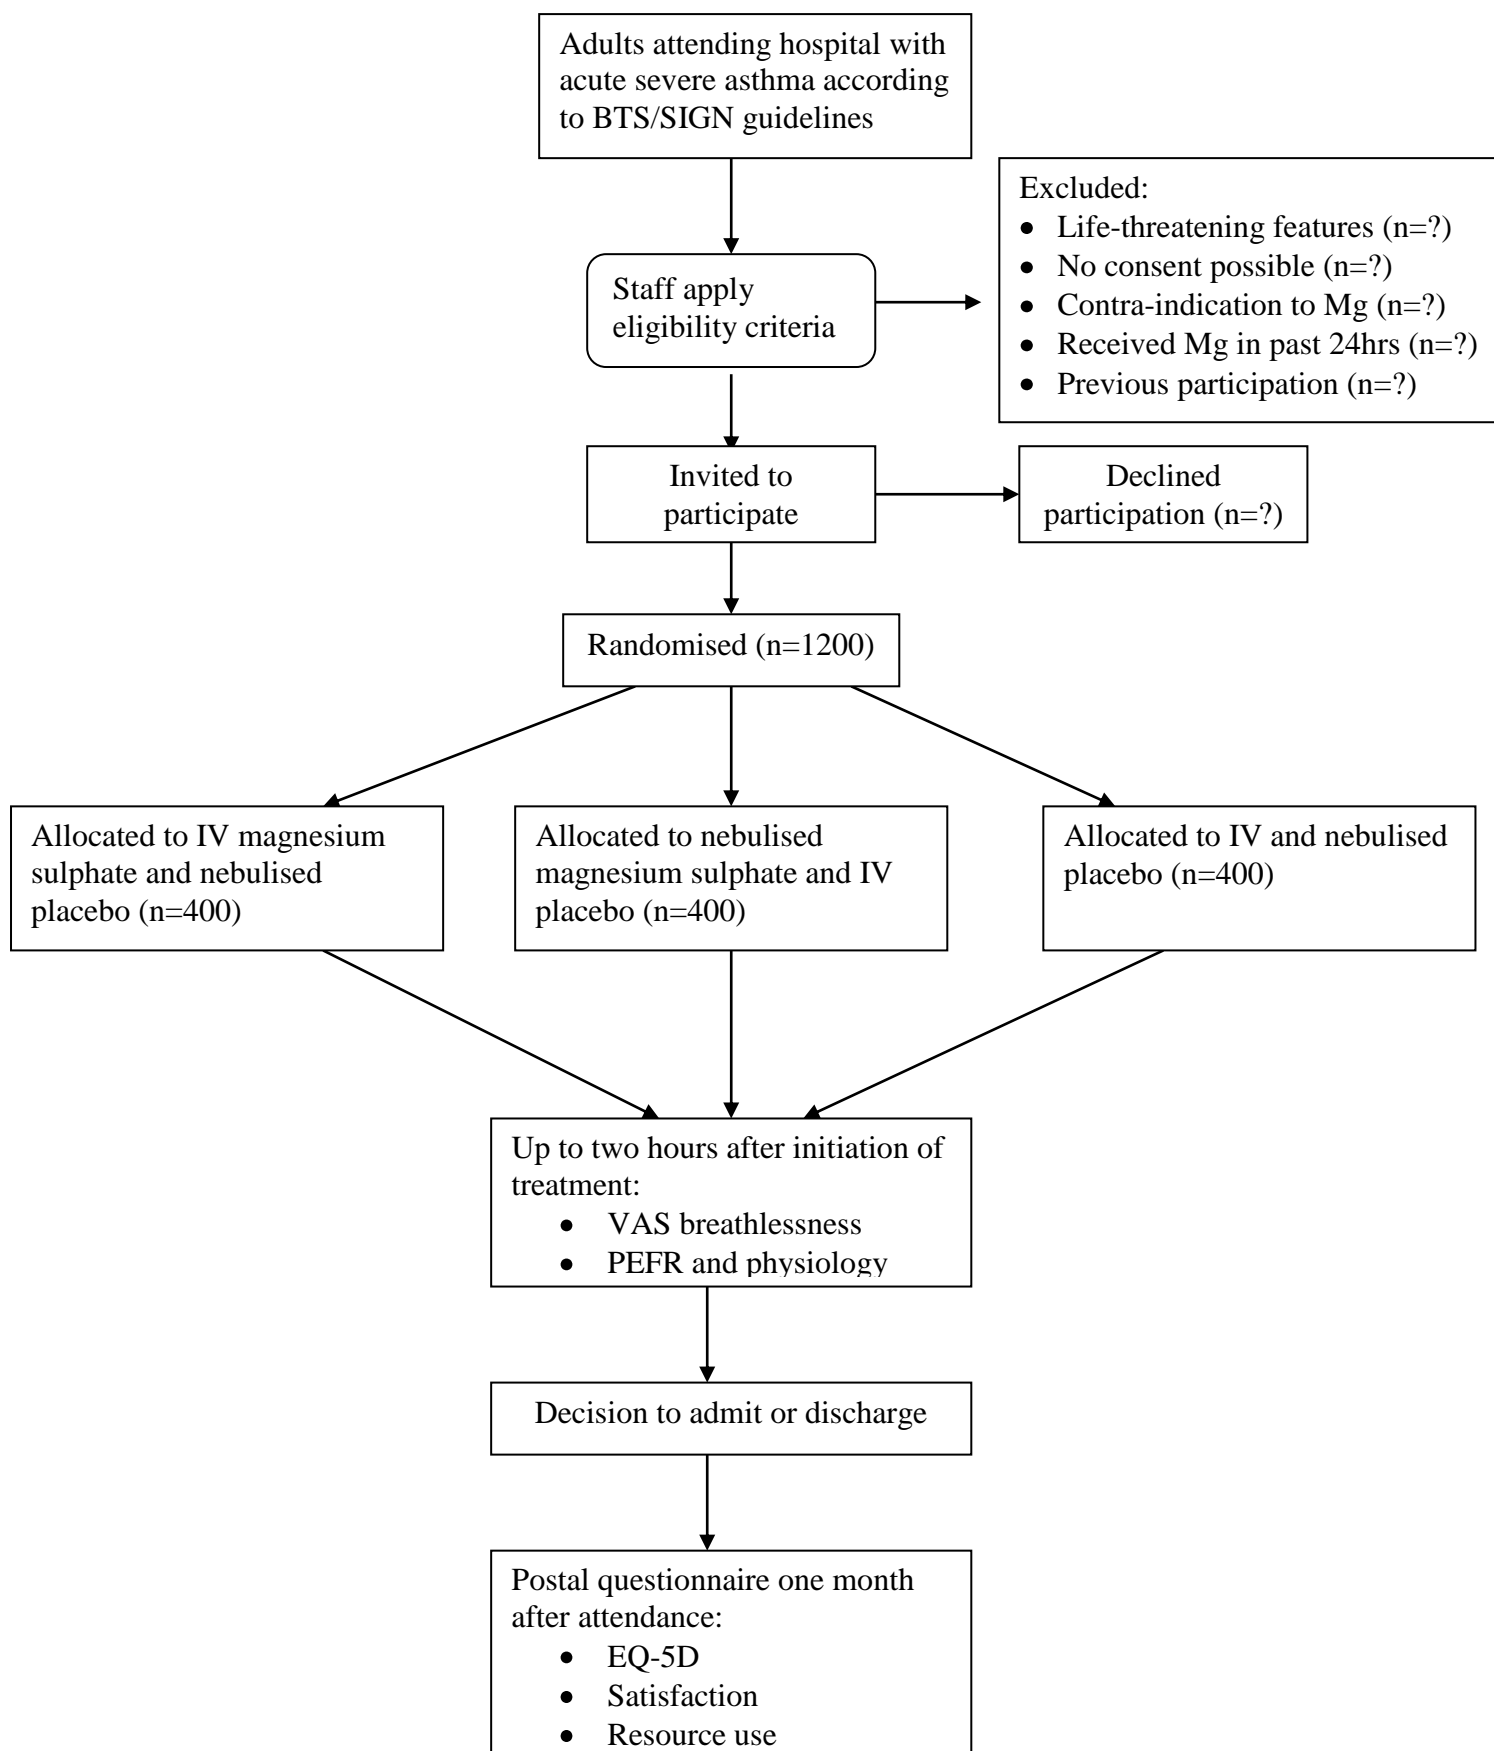 Adults attending hospital with
acute severe asthma according
to BTS/SIGN guidelines
Excluded:
• Life-threatening features (n=?)
• No consent possible (n=?)
• Contra-indication to Mg (n=?)
• Received Mg in past 24hrs (n=?)
• Previous participation (n=?)
Staff apply
eligibility criteria
Invited to
participate
Declined
participation (n=?)
Randomised (n=1200)
Allocated to IV magnesium
sulphate and nebulised
placebo (n=400)
Allocated to nebulised
magnesium sulphate and IV
placebo (n=400)
Allocated to IV and nebulised
placebo (n=400)
Up to two hours after initiation of
treatment:
• VAS breathlessness
• PEFR and physiology
Decision to admit or discharge
Postal questionnaire one month
after attendance:
• EQ-5D
• Satisfaction
• Resource use